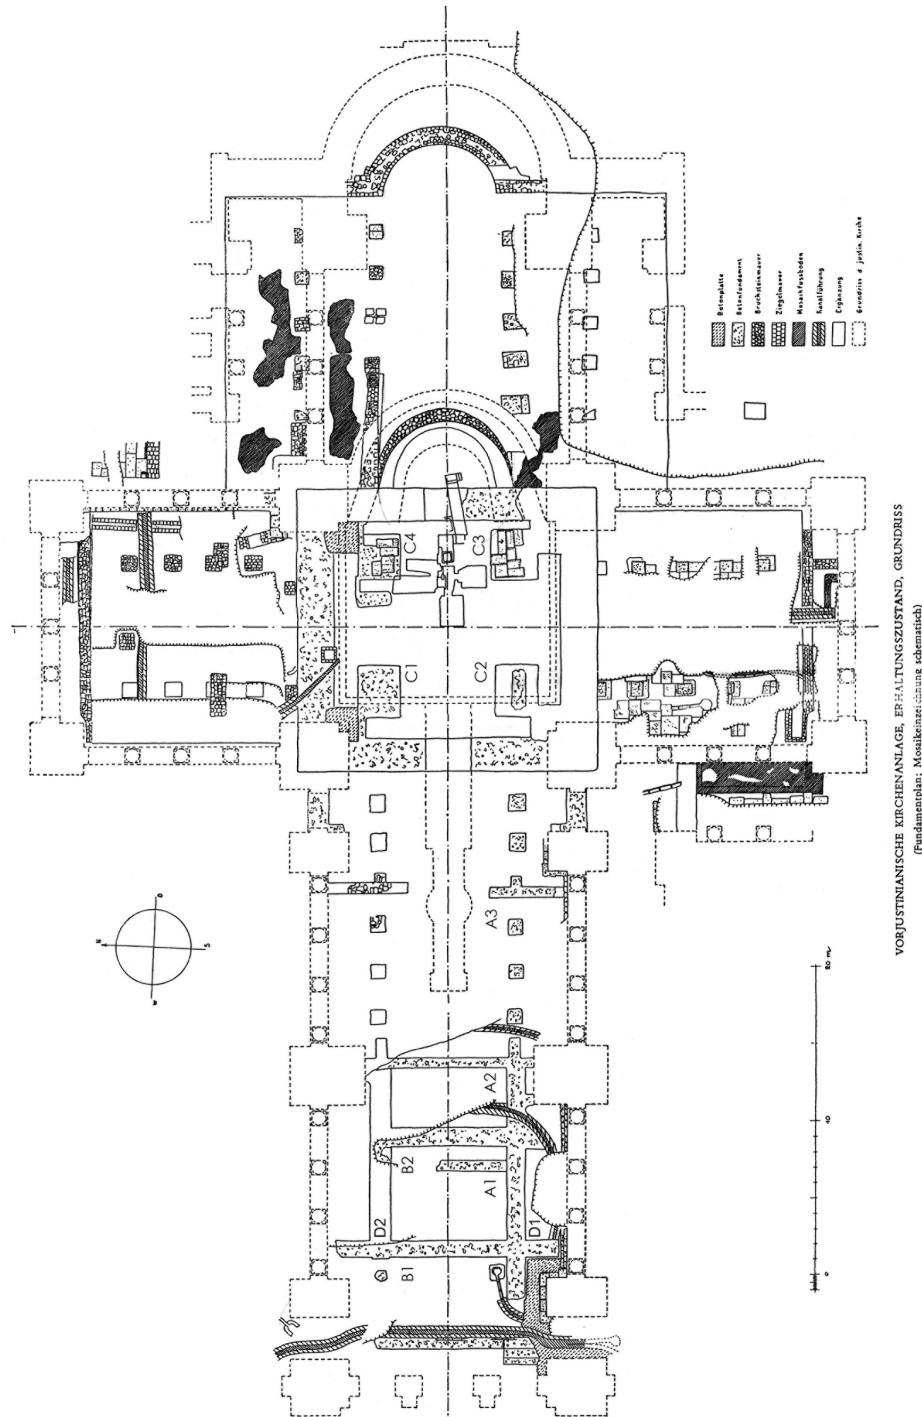 Betonplatte
Betonfundament
Bruchsteinmauer
Ziegelmauer
Mosaikfussboden
Kanalführung
Ergänzung
Grundriss d justin. Kirche
C4
C3
C1
C2
N
O
S
W
A3
A2
B2
A1
D2
D1
B1
0
10
20 m
VORJUSTINIANISCHE KIRCHENANLAGE, ERHALTUNGSZUSTAND, GRUNDRISS
(Fundamentplan; Mosaikeinzeichnung schematisch)